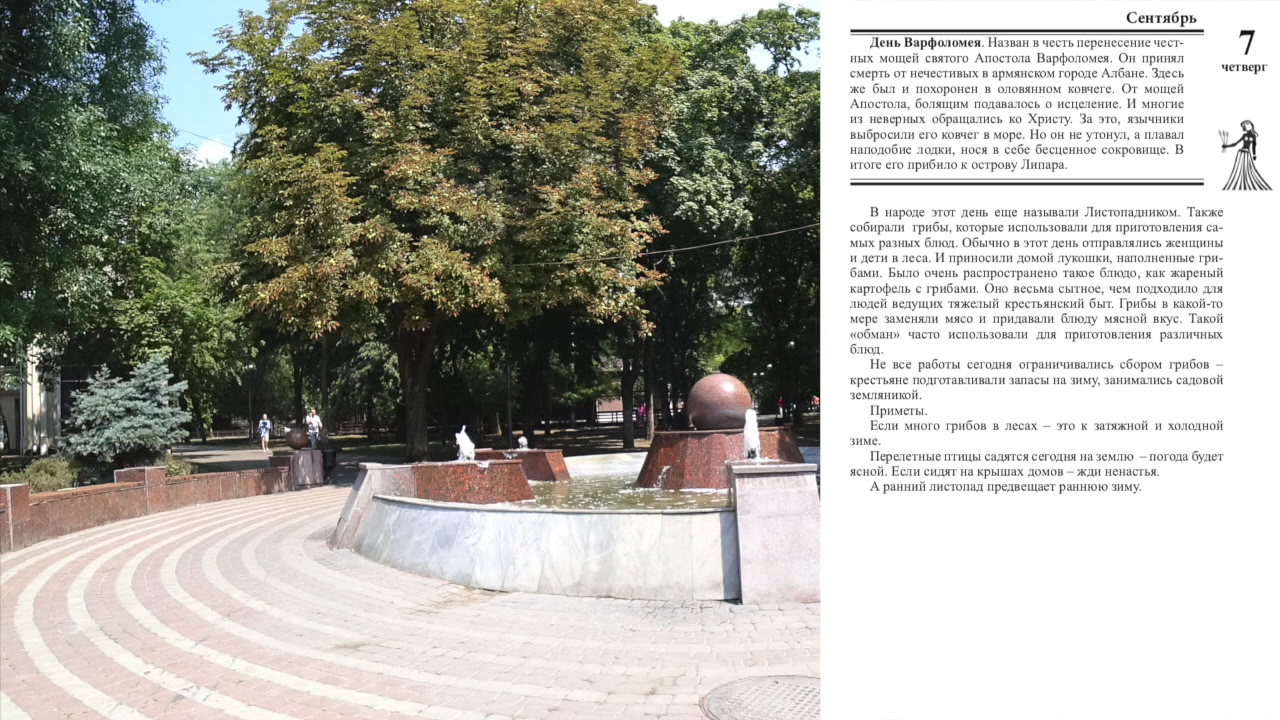 Сентябрь
7
четверг
День Варфоломея. Назван в честь перенесение чест-
ных мощей святого Апостола Варфоломея. Он принял
смерть от нечестивых в армянском городе Албане. Здесь
же был и похоронен в оловянном ковчеге. От мощей
Апостола, болящим подавалось о исцеление. И многие
из неверных обращались ко Христу. За это, язычники
выбросили его ковчег в море. Но он не утонул, а плавал
наподобие лодки, нося в себе бесценное сокровище. В
итоге его прибило к острову Липара.
В народе этот день еще называли Листопадником. Также
собирали грибы, которые использовали для приготовления са-
мых разных блюд. Обычно в этот день отправлялись женщины
и дети в леса. И приносили домой лукошки, наполненные гри-
бами. Было очень распространено такое блюдо, как жареный
картофель с грибами. Оно весьма сытное, чем подходило для
людей ведущих тяжелый крестьянский быт. Грибы в какой-то
мере заменяли мясо и придавали блюду мясной вкус. Такой
«обман» часто использовали для приготовления различных
блюд.
Не все работы сегодня ограничивались сбором грибов –
крестьяне подготавливали запасы на зиму, занимались садовой
земляникой.
Приметы.
Если много грибов в лесах – это к затяжной и холодной
зиме.
Перелетные птицы садятся сегодня на землю – погода будет
ясной. Если сидят на крышах домов – жди ненастья.
А ранний листопад предвещает раннюю зиму.